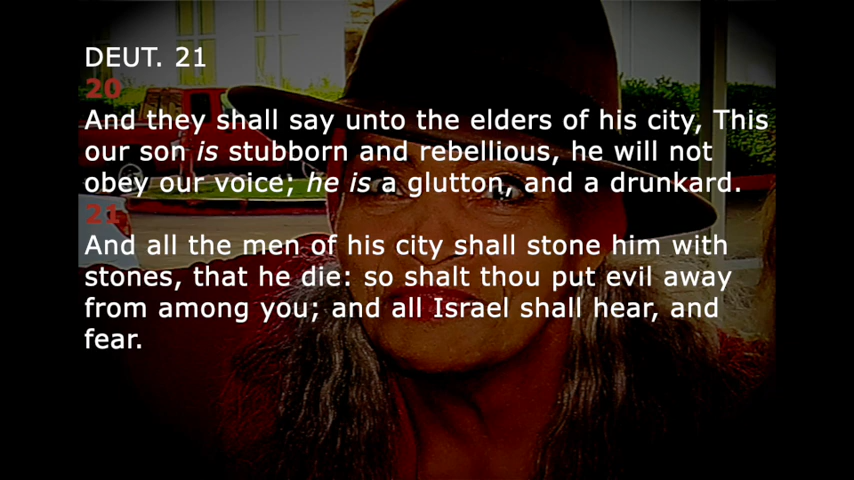 DEUT. 21
20
And they shall say unto the elders of his city, This
our son is stubborn and rebellious, he will not
obey our voice; he is a glutton, and a drunkard.
21
And all the men of his city shall stone him with
stones, that he die: so shalt thou put evil away
from among you; and all Israel shall hear, and
fear.